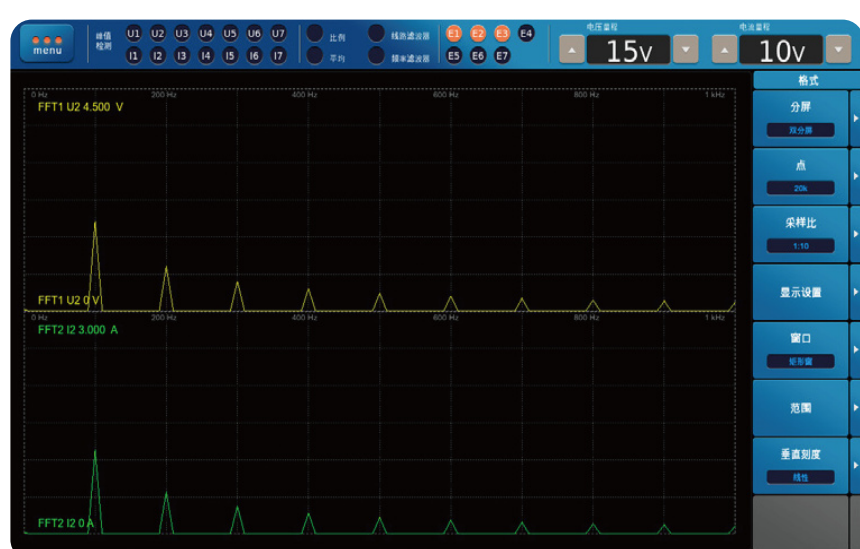 menu
峰值
检测
U1 U2 U3 U4 U5 U6 U7
I1 I2 I3 I4 I5 I6 I7
比例
平均
线路滤波器
频率滤波器
E1 E2 E3 E4
E5 E6 E7
电压量程
15V
电流量程
10V
格式
分屏
双分屏
点
20k
采样比
1:10
显示设置
窗口
矩形窗
范围
垂直刻度
线性
0 Hz 200 Hz 400 Hz 600 Hz 800 Hz 1 kHz
FFT1 U2 4.500 V
FFT1 U2 0 V
0 Hz 200 Hz 400 Hz 600 Hz 800 Hz 1 kHz
FFT2 I2 3.000 A
FFT2 I2 0 A